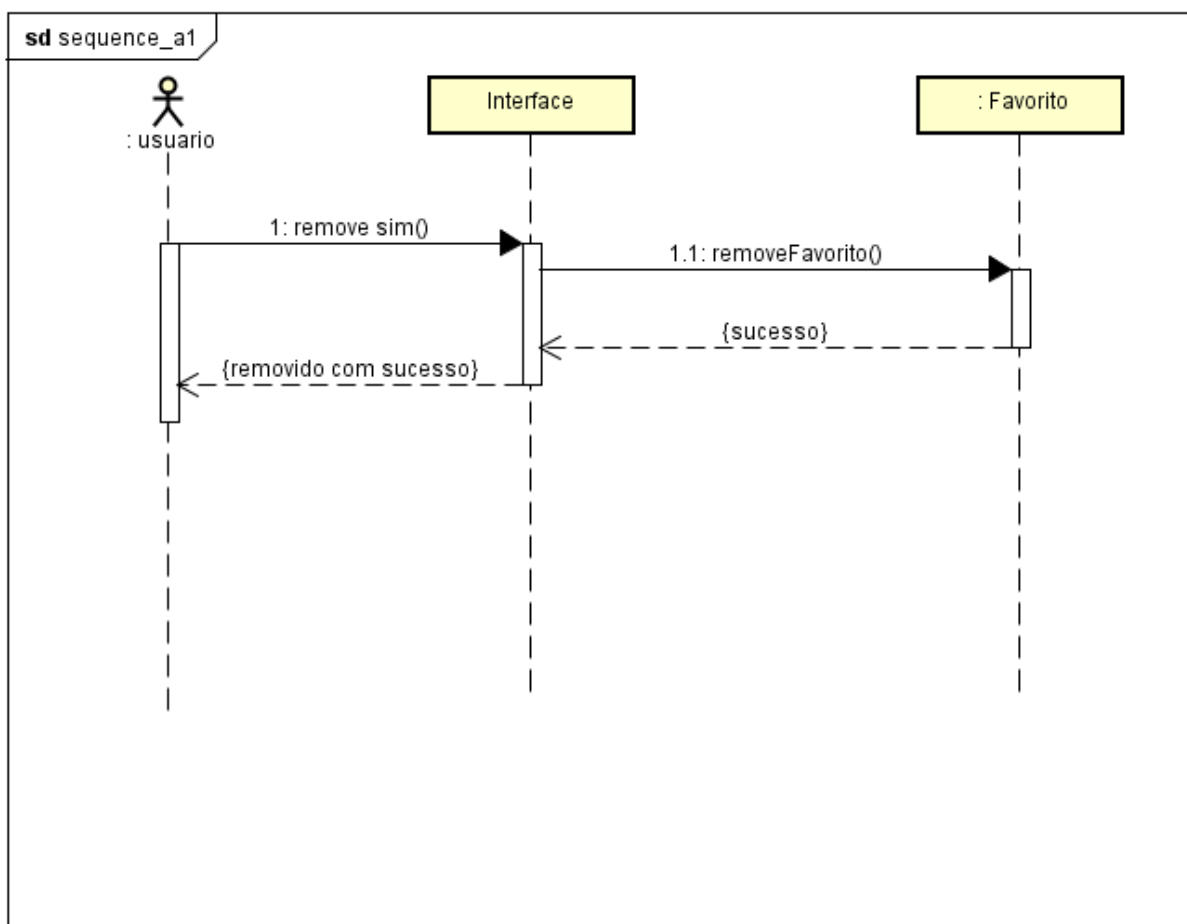 sd sequence_a1
: usuario
Interface
: Favorito
1: remove sim()
1.1: removeFavorito()
{sucesso}
{removido com sucesso}